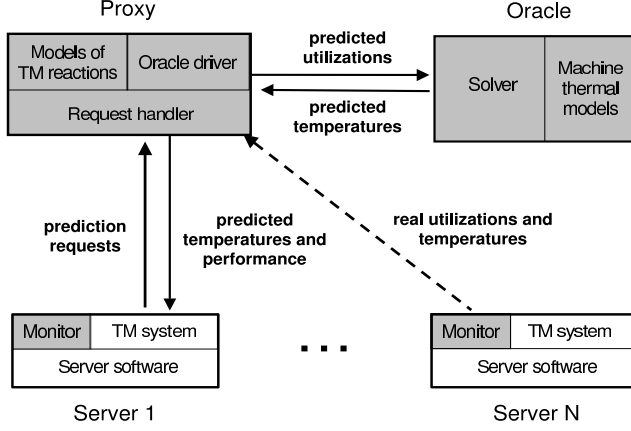 Proxy
Oracle
Models of
TM reactions
Oracle driver
Request handler
predicted
utilizations
predicted
temperatures
Solver
Machine
thermal
models
prediction
requests
predicted
temperatures and
performance
real utilizations and
temperatures
Monitor
TM system
Server software
...
Monitor
TM system
Server software
Server 1
Server N